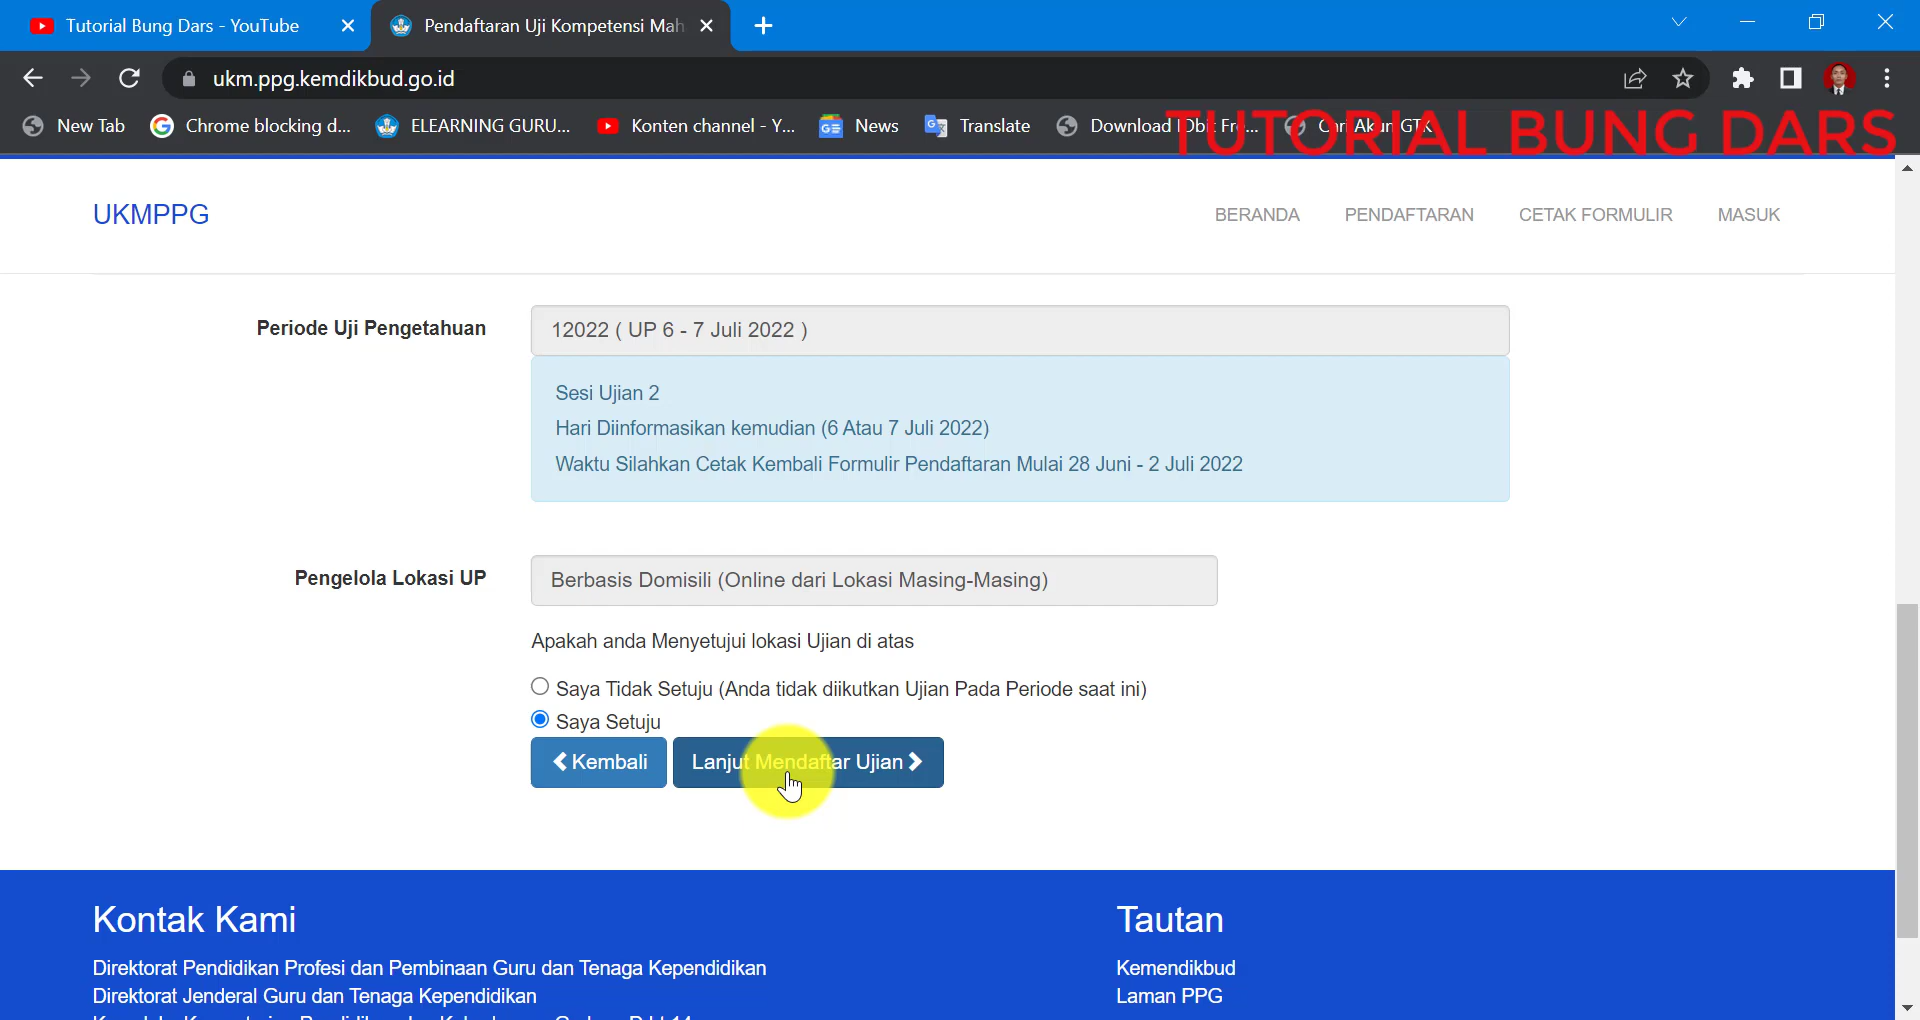 Tutorial Bung Dars - YouTube
Pendaftaran Uji Kompetensi Mah
ukm.ppg.kemdikbud.go.id
New Tab
Chrome blocking d...
ELEARNING GURU...
Konten channel - Y...
News
Translate
Download
Cari Akun GTK
TUTORIAL BUNG DARS
UKMPPG
BERANDA
PENDAFTARAN
CETAK FORMULIR
MASUK
Periode Uji Pengetahuan
12022 ( UP 6 - 7 Juli 2022 )
Sesi Ujian 2
Hari Diinformasikan kemudian (6 Atau 7 Juli 2022)
Waktu Silahkan Cetak Kembali Formulir Pendaftaran Mulai 28 Juni - 2 Juli 2022
Pengelola Lokasi UP
Berbasis Domisili (Online dari Lokasi Masing-Masing)
Apakah anda Menyetujui lokasi Ujian di atas
Saya Tidak Setuju (Anda tidak diikutkan Ujian Pada Periode saat ini)
Saya Setuju
Kembali
Lanjut Mendaftar Ujian
Kontak Kami
Tautan
Direktorat Pendidikan Profesi dan Pembinaan Guru dan Tenaga Kependidikan
Kemendikbud
Direktorat Jenderal Guru dan Tenaga Kependidikan
Laman PPG